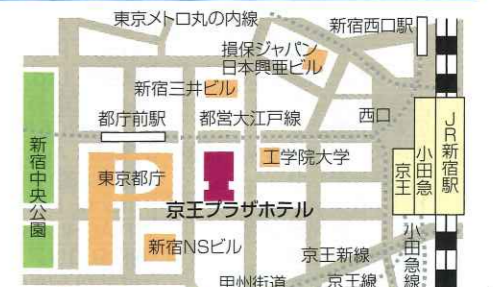 東京メトロ丸の内線
新宿西口駅
損保ジャパン
日本興亜ビル
新宿三井ビル
都庁前駅
都営大江戸線
西口
JR新宿駅
小田急
京王
新宿中央公園
東京都庁
工学院大学
京王プラザホテル
新宿NSビル
京王新線
小田急線
甲州街道
京王線